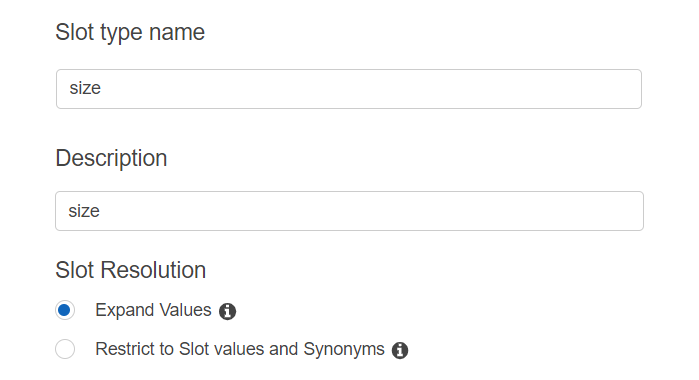 Slot type name
size
Description
size
Slot Resolution
Expand Values
Restrict to Slot values and Synonyms